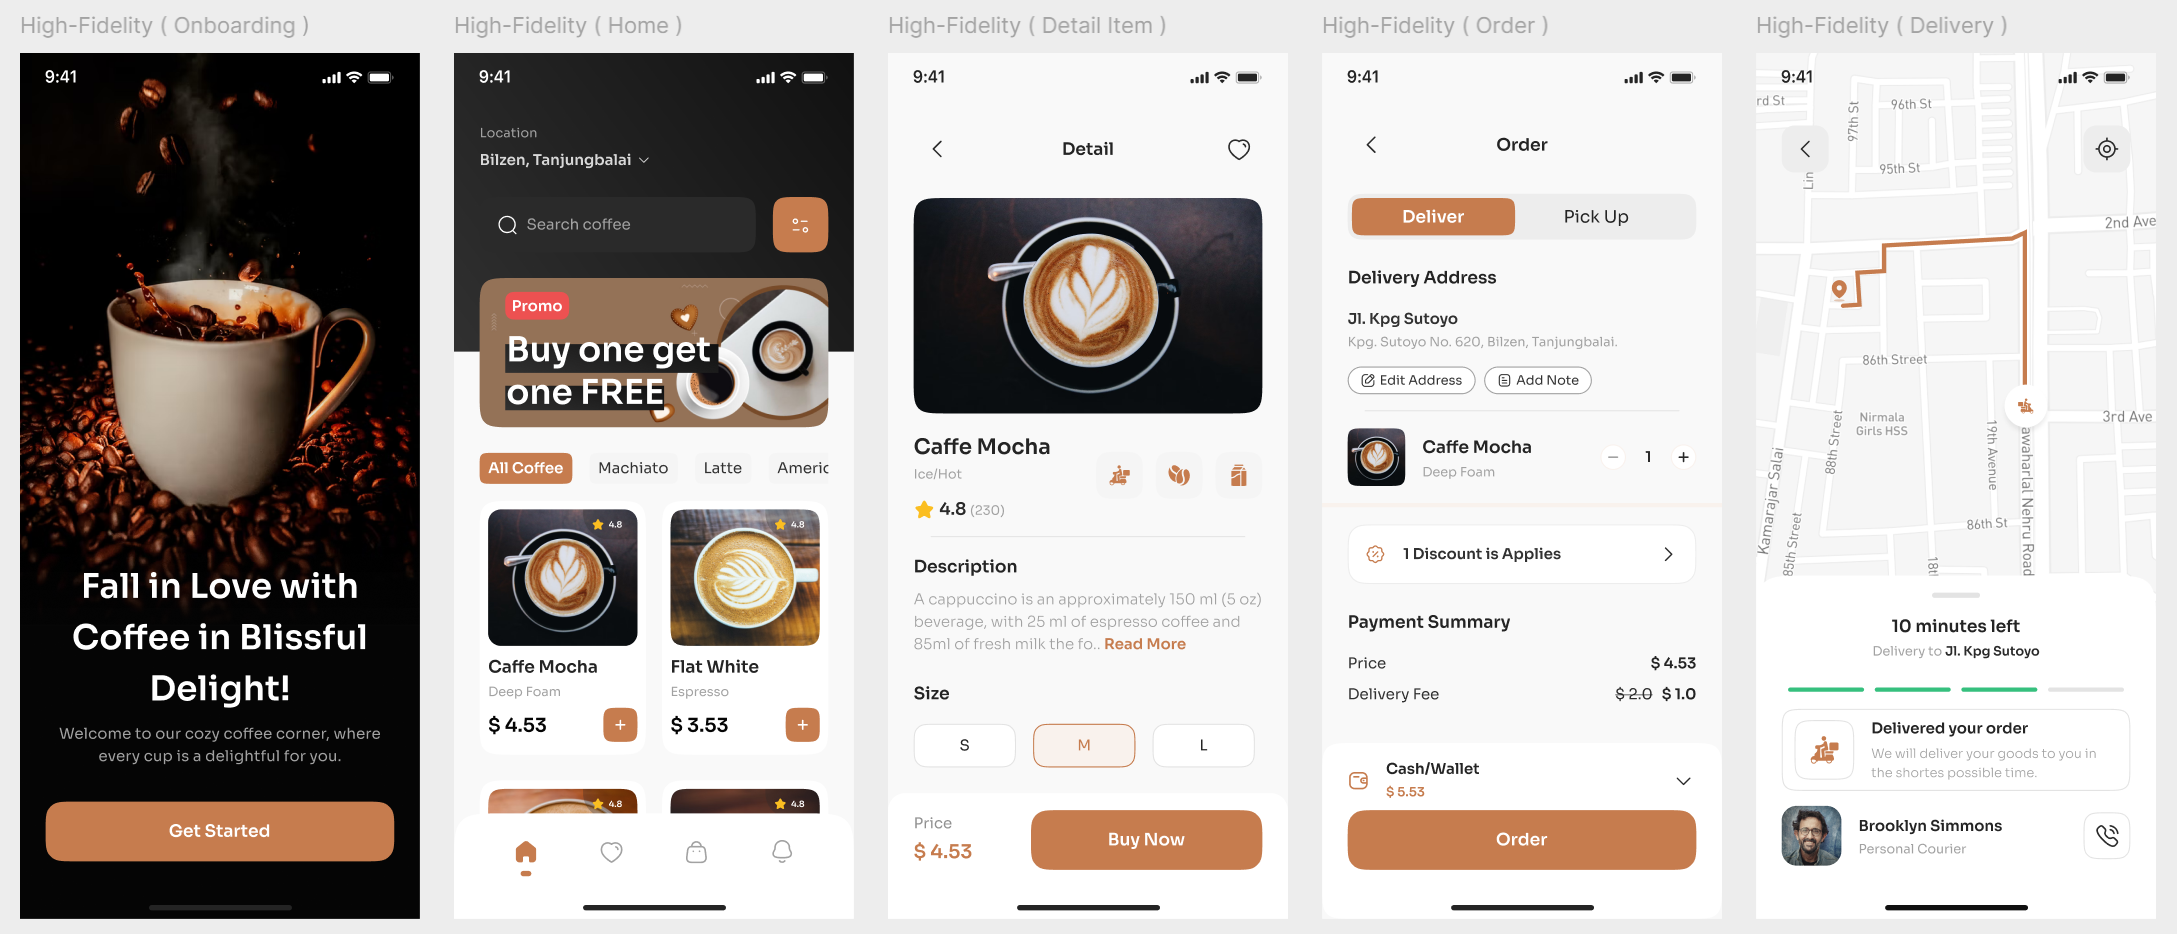 High-Fidelity ( Onboarding )
9:41
Fall in Love with
Coffee in Blissful
Delight!
Welcome to our cozy coffee corner, where
every cup is a delightful for you.
Get Started
High-Fidelity ( Home )
9:41
Location
Bilzen, Tanjungbalai
Search coffee
Promo
Buy one get
one FREE
All Coffee
Machiato
Latte
Americ
4.8
Caffe Mocha
Deep Foam
$ 4.53
+
4.8
Flat White
Espresso
$ 3.53
+
4.8
4.8
High-Fidelity ( Detail Item )
9:41
Detail
Caffe Mocha
Ice/Hot
4.8 (230)
Description
A cappuccino is an approximately 150 ml (5 oz)
beverage, with 25 ml of espresso coffee and
85ml of fresh milk the fo.. Read More
Size
S
M
L
Price
$ 4.53
Buy Now
High-Fidelity ( Order )
9:41
Order
Deliver
Pick Up
Delivery Address
Jl. Kpg Sutoyo
Kpg. Sutoyo No. 620, Bilzen, Tanjungbalai.
Edit Address
Add Note
Caffe Mocha
Deep Foam
− 1 +
1 Discount is Applies
Payment Summary
Price $ 4.53
Delivery Fee $ 2.0 $ 1.0
Cash/Wallet
$ 5.53
Order
High-Fidelity ( Delivery )
9:41
rd St
97th St
96th St
95th St
Lin
2nd Ave
86th Street
Nirmala
Girls HSS
3rd Ave
88th Street
19th Avenue
awaharlal Nehru Road
Kamarajar Salai
85th Street
86th St
18t
10 minutes left
Delivery to Jl. Kpg Sutoyo
Delivered your order
We will deliver your goods to you in
the shortes possible time.
Brooklyn Simmons
Personal Courier